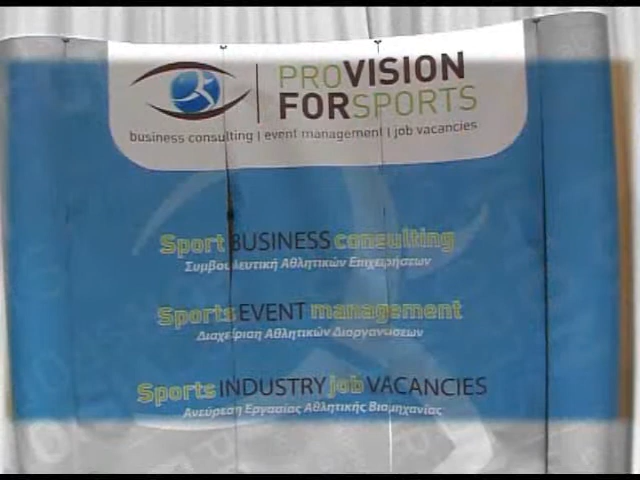 PROVISION
FORSPORTS
business consulting | event management | job vacancies
Sport BUSINESS consulting
Συμβουλευτική Αθλητικών Επιχειρήσεων
Sports EVENT management
Διαχείριση Αθλητικών Διοργανώσεων
Sports INDUSTRY job VACANCIES
Ανεύρεση Εργασίας Αθλητικής Βιομηχανίας